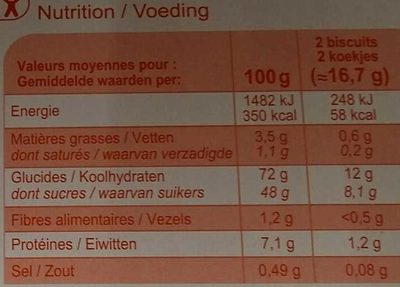 Nutrition / Voeding
Valeurs moyennes pour :
Gemiddelde waarden per:
100 g
2 biscuits
2 koekjes
(≈16,7 g)
Energie
1482 kJ 248 kJ
350 kcal 58 kcal
Matières grasses / Vetten 3,5 g 0,6 g
dont saturés / waarvan verzadigde 1,1 g 0,2 g
Glucides / Koolhydraten 72 g 12 g
dont sucres / waarvan suikers 48 g 8,1 g
Fibres alimentaires / Vezels 1,2 g <0,5 g
Protéines / Eiwitten 7,1 g 1,2 g
Sel / Zout 0,49 g 0,08 g